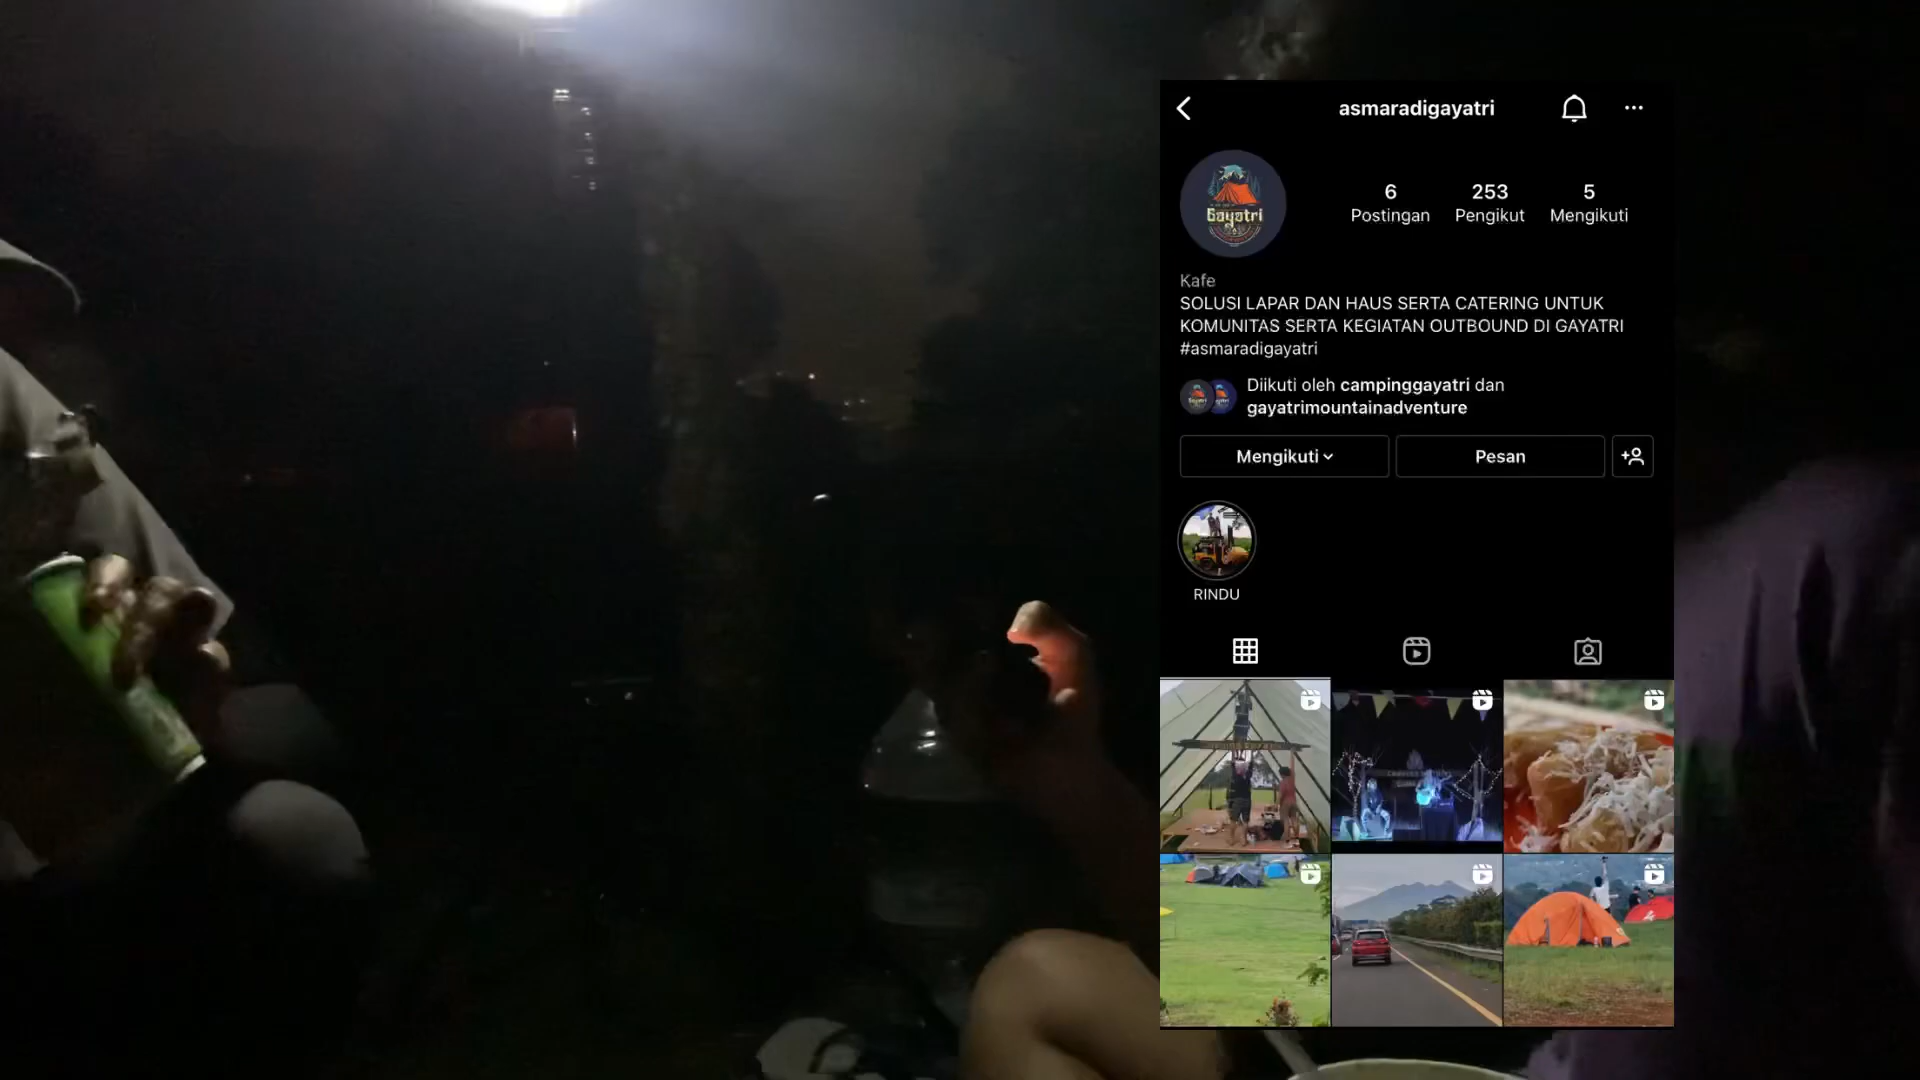 asmaradigayatri
6 253 5
Postingan Pengikut Mengikuti
Gayatri
Kafe
SOLUSI LAPAR DAN HAUS SERTA CATERING UNTUK
KOMUNITAS SERTA KEGIATAN OUTBOUND DI GAYATRI
#asmaradigayatri
Diikuti oleh campinggayatri dan
gayatrimountainadventure
Mengikuti Pesan
RINDU